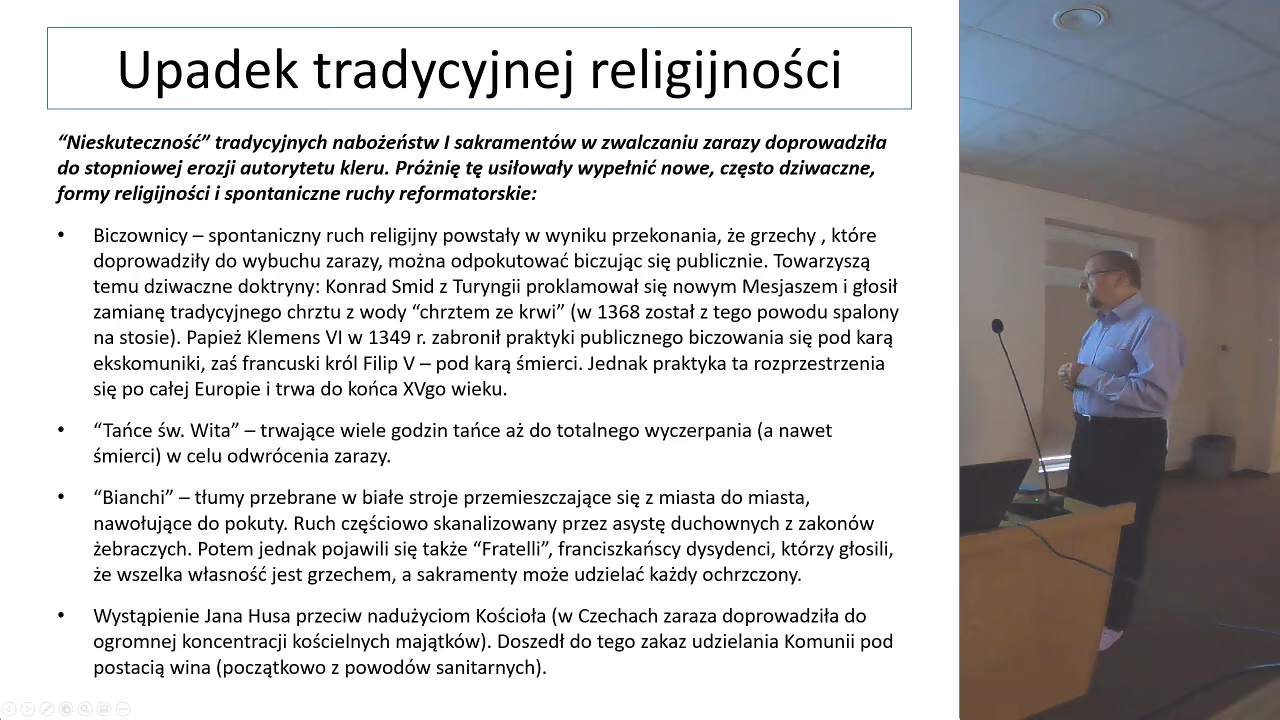 Upadek tradycyjnej religijności
“Nieskuteczność” tradycyjnych nabożeństw I sakramentów w zwalczaniu zarazy doprowadziła
do stopniowej erozji autorytetu kleru. Próżnię tę usiłowały wypełnić nowe, często dziwaczne,
formy religijności i spontaniczne ruchy reformatorskie:
• Biczownicy – spontaniczny ruch religijny powstały w wyniku przekonania, że grzechy , które
doprowadziły do wybuchu zarazy, można odpokutować biczując się publicznie. Towarzyszą
temu dziwaczne doktryny: Konrad Smid z Turyngii proklamował się nowym Mesjaszem i głosił
zamianę tradycyjnego chrztu z wody “chrztem ze krwi” (w 1368 został z tego powodu spalony
na stosie). Papież Klemens VI w 1349 r. zabronił praktyki publicznego biczowania się pod karą
ekskomuniki, zaś francuski król Filip V – pod karą śmierci. Jednak praktyka ta rozprzestrzenia
się po całej Europie i trwa do końca XVgo wieku.
• “Tańce św. Wita” – trwające wiele godzin tańce aż do totalnego wyczerpania (a nawet
śmierci) w celu odwrócenia zarazy.
• “Bianchi” – tłumy przebrane w białe stroje przemieszczające się z miasta do miasta,
nawołujące do pokuty. Ruch częściowo skanalizowany przez asystę duchownych z zakonów
żebraczych. Potem jednak pojawili się także “Fratelli”, franciszkańscy dysydenci, którzy głosili,
że wszelka własność jest grzechem, a sakramenty może udzielać każdy ochrzczony.
• Wystąpienie Jana Husa przeciw nadużyciom Kościoła (w Czechach zaraza doprowadziła do
ogromnej koncentracji kościelnych majątków). Doszedł do tego zakaz udzielania Komunii pod
postacią wina (początkowo z powodów sanitarnych).